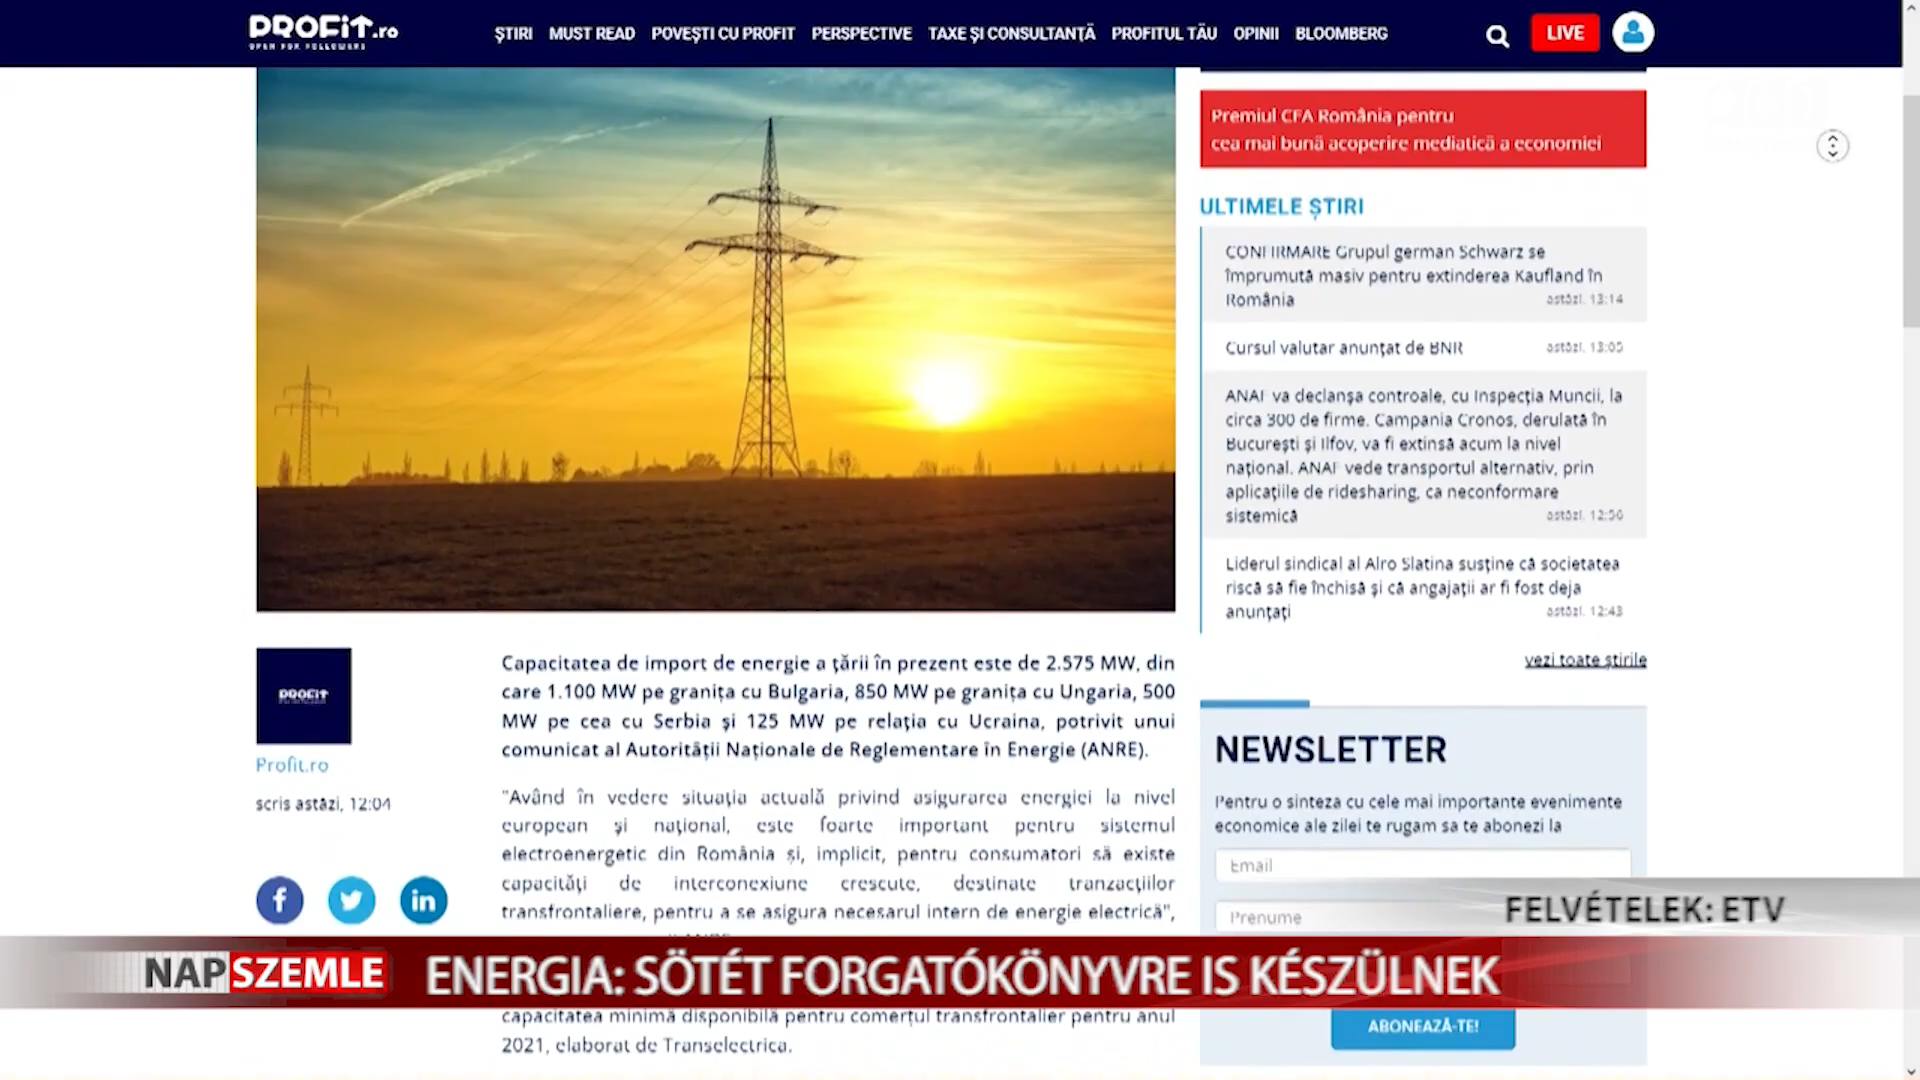 PROFIT.ro
OPEN FOR FOLLOWERS
ȘTIRI MUST READ POVEȘTI CU PROFIT PERSPECTIVE TAXE ȘI CONSULTANȚĂ PROFITUL TĂU OPINII BLOOMBERG
LIVE
Premiul CFA România pentru
cea mai bună acoperire mediatică a economiei
ULTIMELE ȘTIRI
CONFIRMARE Grupul german Schwarz se
împrumută masiv pentru extinderea Kaufland în
România astăzi, 13:14
Cursul valutar anunțat de BNR astăzi, 13:05
ANAF va declanșa controale, cu Inspecția Muncii, la
circa 300 de firme. Campania Cronos, derulată în
București și Ilfov, va fi extinsă acum la nivel
național. ANAF vede transportul alternativ, prin
aplicațiile de ridesharing, ca neconformare
sistemică astăzi, 12:50
Liderul sindical al Alro Slatina susține că societatea
riscă să fie închisă și că angajații ar fi fost deja
anunțați astăzi, 12:43
vezi toate știrile
PROFIT
Profit.ro
scris astăzi, 12:04
Capacitatea de import de energie a țării în prezent este de 2.575 MW, din
care 1.100 MW pe granița cu Bulgaria, 850 MW pe granița cu Ungaria, 500
MW pe cea cu Serbia și 125 MW pe relația cu Ucraina, potrivit unui
comunicat al Autorității Naționale de Reglementare în Energie (ANRE).
"Având în vedere situația actuală privind asigurarea energiei la nivel
european și național, este foarte important pentru sistemul
electroenergetic din România și, implicit, pentru consumatori să existe
capacități de interconexiune crescute, destinate tranzacțiilor
transfrontaliere, pentru a se asigura necesarul intern de energie electrică",
capacitatea minimă disponibilă pentru comerțul transfrontalier pentru anul
2021, elaborat de Transelectrica.
NEWSLETTER
Pentru o sinteza cu cele mai importante evenimente
economice ale zilei te rugam sa te abonezi la
Email
Prenume
ABONEAZĂ-TE!
FELVÉTELEK: ETV
NAPSZEMLE ENERGIA: SÖTÉT FORGATÓKÖNYVRE IS KÉSZÜLNEK